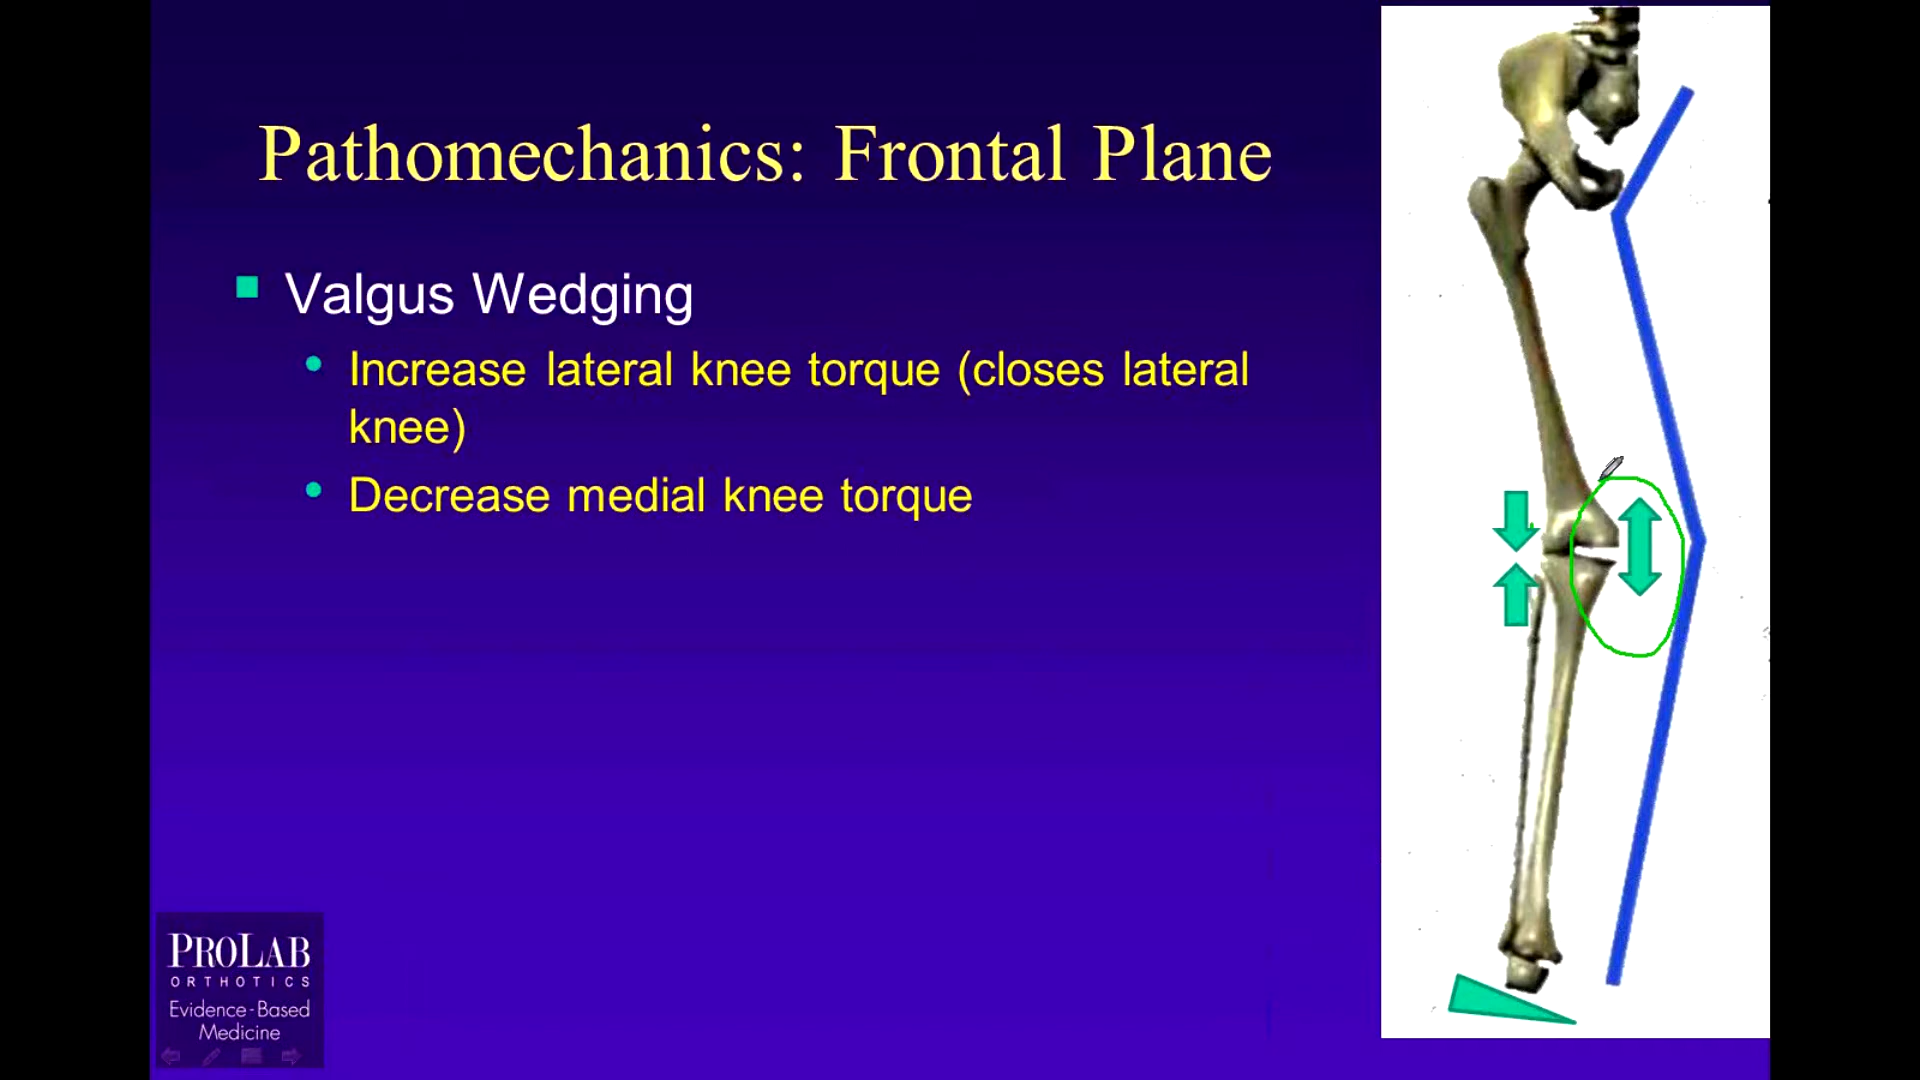 Pathomechanics: Frontal Plane
Valgus Wedging
Increase lateral knee torque (closes lateral
knee)
Decrease medial knee torque
PROLAB
ORTHOTICS
Evidence-Based
Medicine